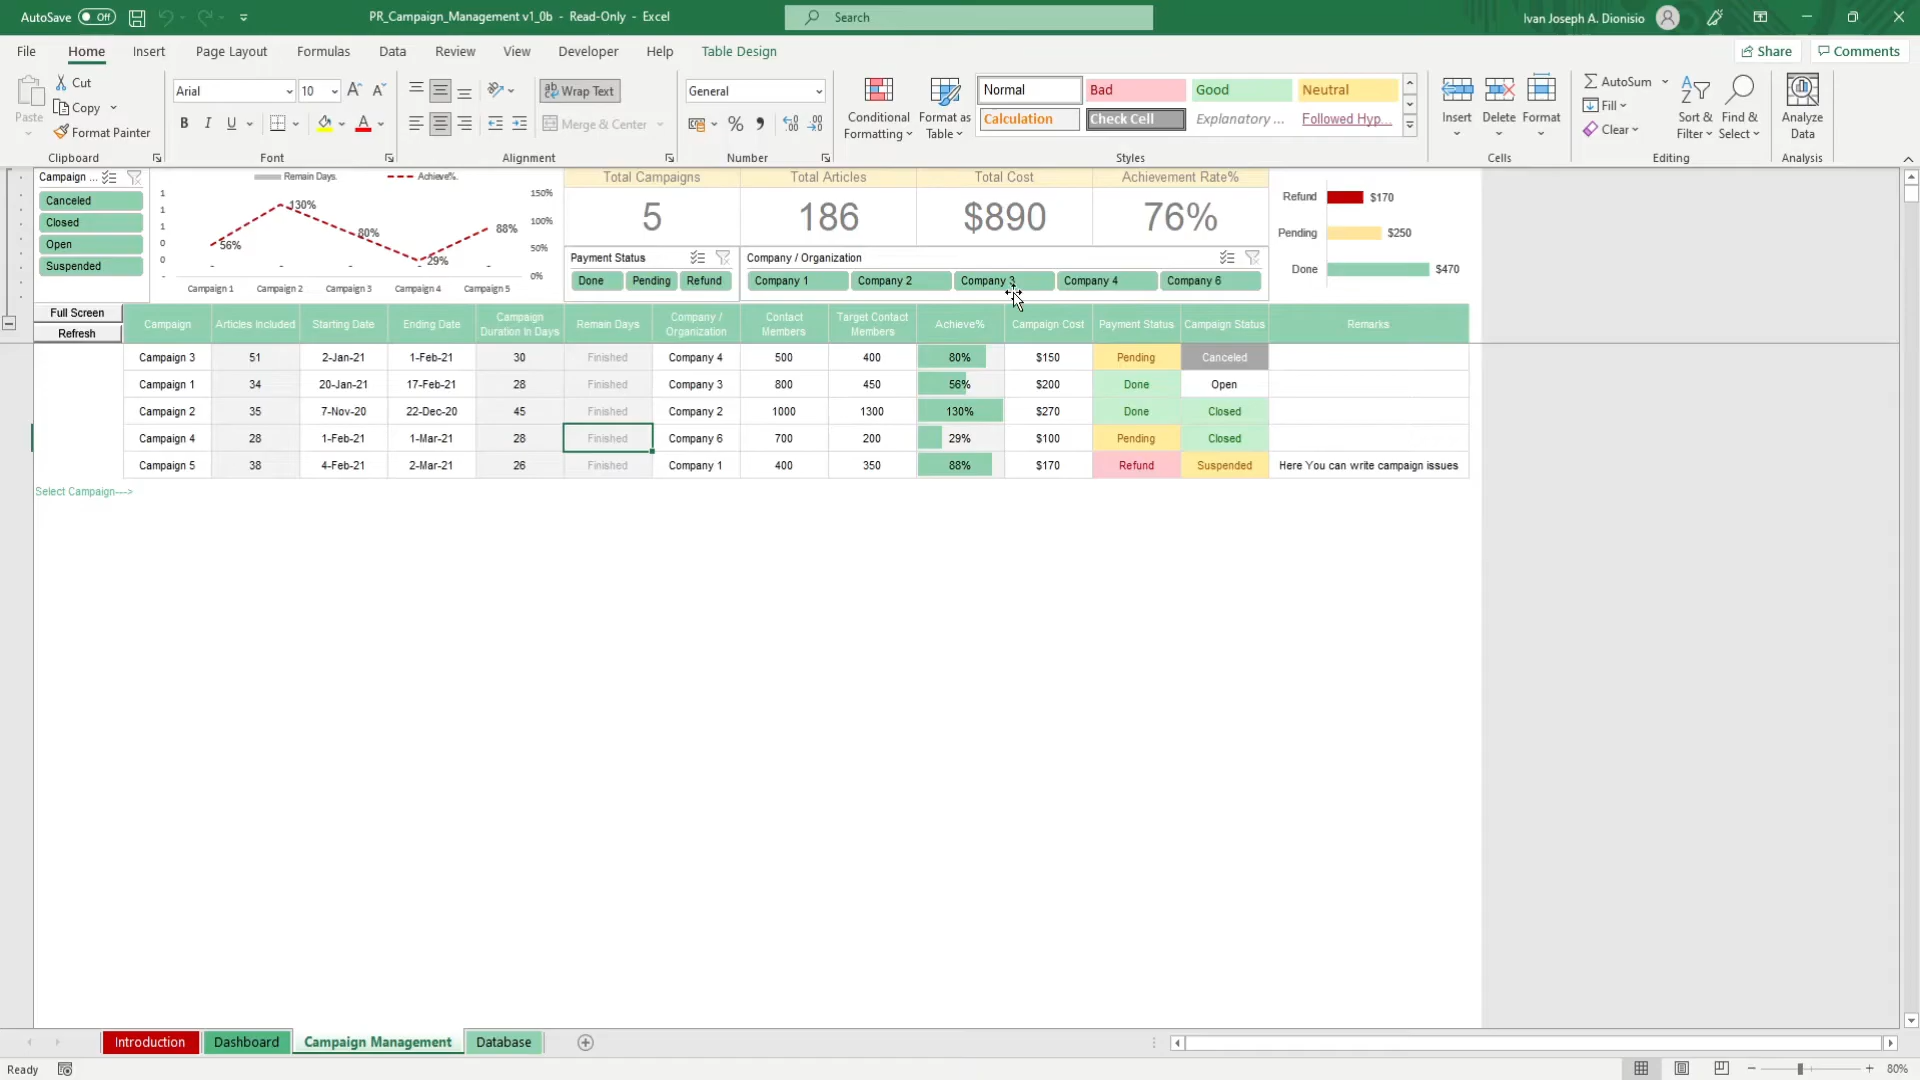 AutoSave Off PR_Campaign_Management v1_0b - Read-Only - Excel Search Ivan Joseph A. Dionisio
File Home Insert Page Layout Formulas Data Review View Developer Help Table Design Share Comments
Paste Cut
Copy
Format Painter
Clipboard
Arial 10
B I U
Font
Wrap Text
Merge & Center
Alignment
General
Number
Conditional Formatting
Format as Table
Normal Bad Good Neutral
Calculation Check Cell Explanatory ... Followed Hyp...
Styles
Insert Delete Format
Cells
AutoSum
Fill
Clear
Sort & Filter
Find & Select
Editing
Analyze Data
Analysis
Campaign ...
Canceled
Closed
Open
Suspended
Remain Days. Achieve%.
1
1
1
0
0
-
150%
100%
50%
0%
56% 130% 80% 29% 88%
- - - - -
Campaign 1 Campaign 2 Campaign 3 Campaign 4 Campaign 5
Total Campaigns Total Articles Total Cost Achievement Rate%
5 186 $890 76%
Payment Status
Done Pending Refund
Company / Organization
Company 1 Company 2 Company 3 Company 4 Company 6
Refund $170
Pending $250
Done $470
Full Screen
Refresh
Campaign Articles Included Starting Date Ending Date Campaign Duration In Days Remain Days Company / Organization Contact Members Target Contact Members Achieve% Campaign Cost Payment Status Campaign Status Remarks
Campaign 3 51 2-Jan-21 1-Feb-21 30 Finished Company 4 500 400 80% $150 Pending Canceled
Campaign 1 34 20-Jan-21 17-Feb-21 28 Finished Company 3 800 450 56% $200 Done Open
Campaign 2 35 7-Nov-20 22-Dec-20 45 Finished Company 2 1000 1300 130% $270 Done Closed
Campaign 4 28 1-Feb-21 1-Mar-21 28 Finished Company 6 700 200 29% $100 Pending Closed
Campaign 5 38 4-Feb-21 2-Mar-21 26 Finished Company 1 400 350 88% $170 Refund Suspended Here You can write campaign issues
Select Campaign--->
Introduction Dashboard Campaign Management Database
Ready 80%